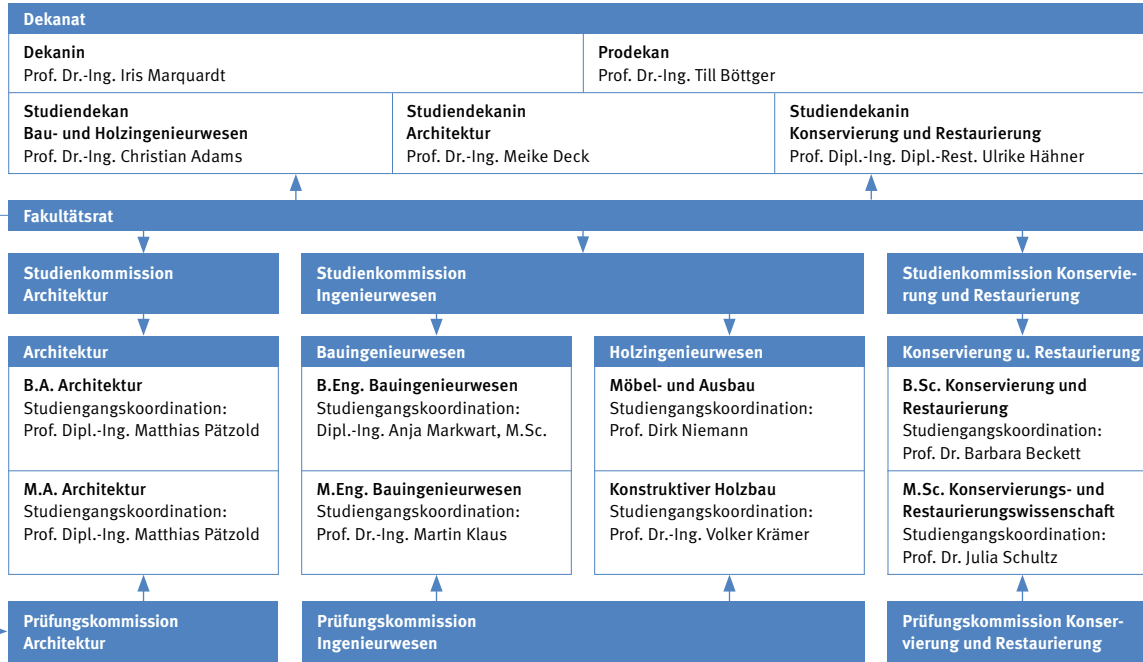 Dekanat
Dekanin
Prof. Dr.-Ing. Iris Marquardt
Prodekan
Prof. Dr.-Ing. Till Böttger
Studiendekan
Bau- und Holzingenieurwesen
Prof. Dr.-Ing. Christian Adams
Studiendekanin
Architektur
Prof. Dr.-Ing. Meike Deck
Studiendekanin
Konservierung und Restaurierung
Prof. Dipl.-Ing. Dipl.-Rest. Ulrike Hähner
Fakultätsrat
Studienkommission
Architektur
Studienkommission
Ingenieurwesen
Studienkommission Konservie-
rung und Restaurierung
Architektur
B.A. Architektur
Studiengangskoordination:
Prof. Dipl.-Ing. Matthias Pätzold
M.A. Architektur
Studiengangskoordination:
Prof. Dipl.-Ing. Matthias Pätzold
Bauingenieurwesen
B.Eng. Bauingenieurwesen
Studiengangskoordination:
Dipl.-Ing. Anja Markwart, M.Sc.
M.Eng. Bauingenieurwesen
Studiengangskoordination:
Prof. Dr.-Ing. Martin Klaus
Holzingenieurwesen
Möbel- und Ausbau
Studiengangskoordination:
Prof. Dirk Niemann
Konstruktiver Holzbau
Studiengangskoordination:
Prof. Dr.-Ing. Volker Krämer
Konservierung u. Restaurierung
B.Sc. Konservierung und
Restaurierung
Studiengangskoordination:
Prof. Dr. Barbara Beckett
M.Sc. Konservierungs- und
Restaurierungswissenschaft
Studiengangskoordination:
Prof. Dr. Julia Schultz
Prüfungskommission
Architektur
Prüfungskommission
Ingenieurwesen
Prüfungskommission Konser-
vierung und Restaurierung